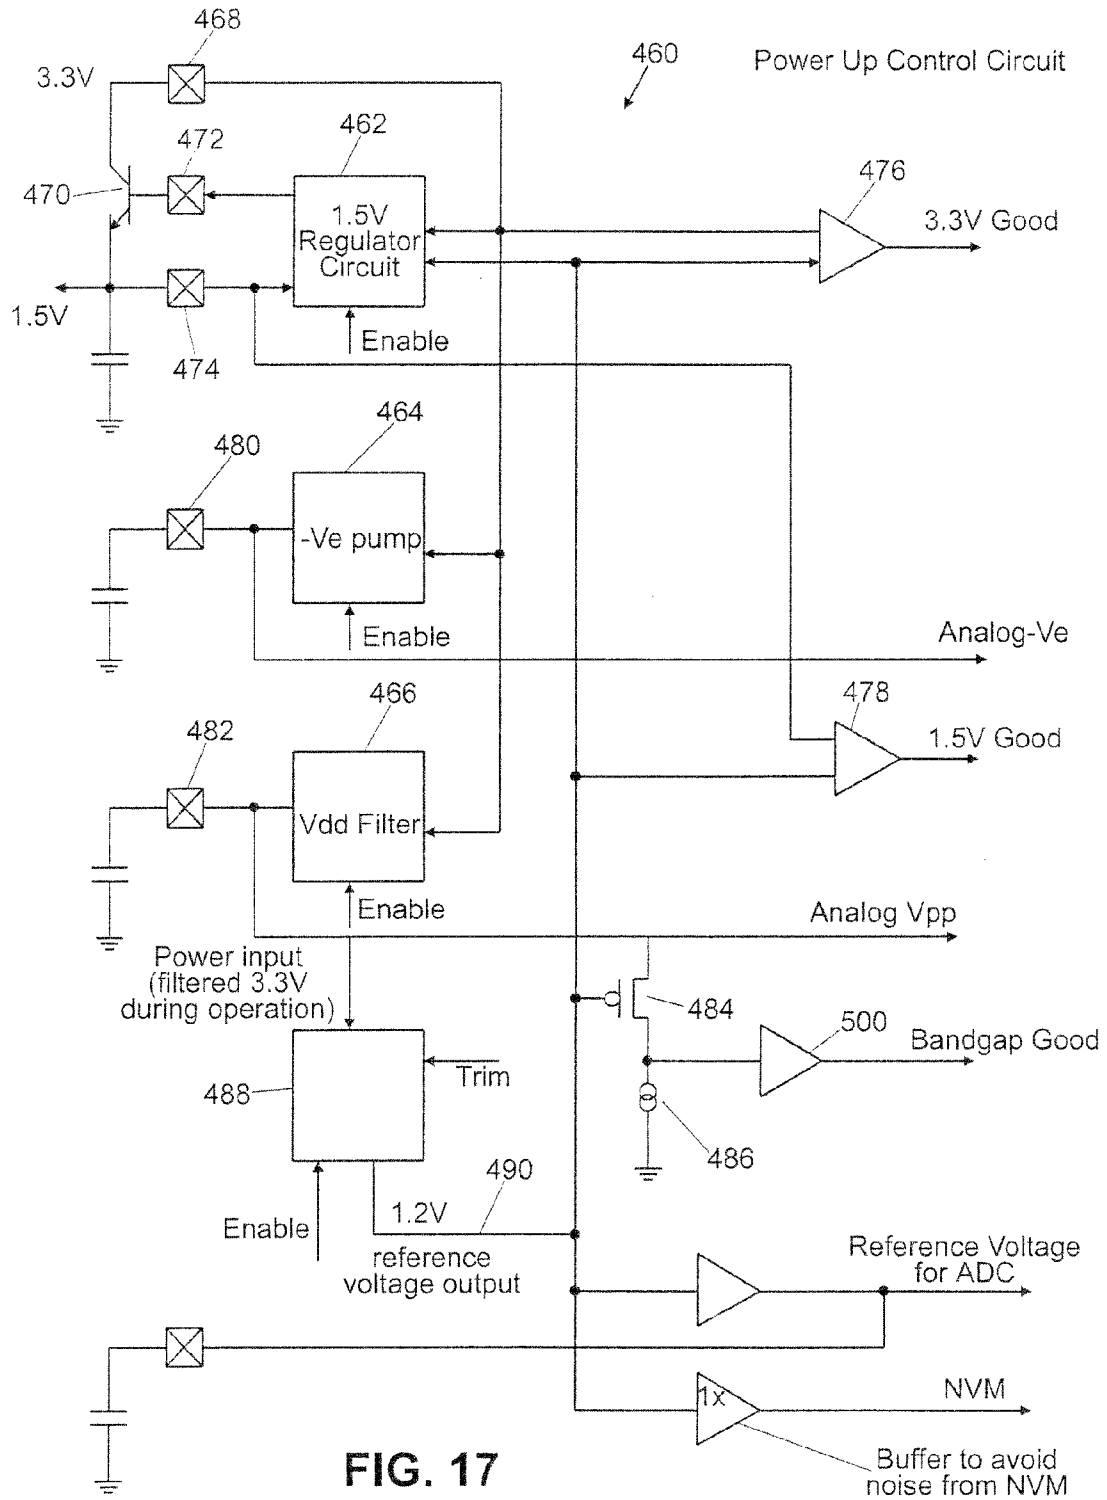 468
460
Power Up Control Circuit
3.3V
472
462
476
470
1.5V
Regulator
Circuit
3.3V Good
1.5V
474
Enable
464
480
-Ve pump
Enable
Analog-Ve
466
478
482
1.5V Good
Vdd Filter
Enable
Analog Vpp
Power input
(filtered 3.3V
during operation)
484
500
Bandgap Good
Trim
488
486
490
1.2V
Enable
reference
voltage output
Reference Voltage
for ADC
NVM
1x
Buffer to avoid
noise from NVM
FIG. 17